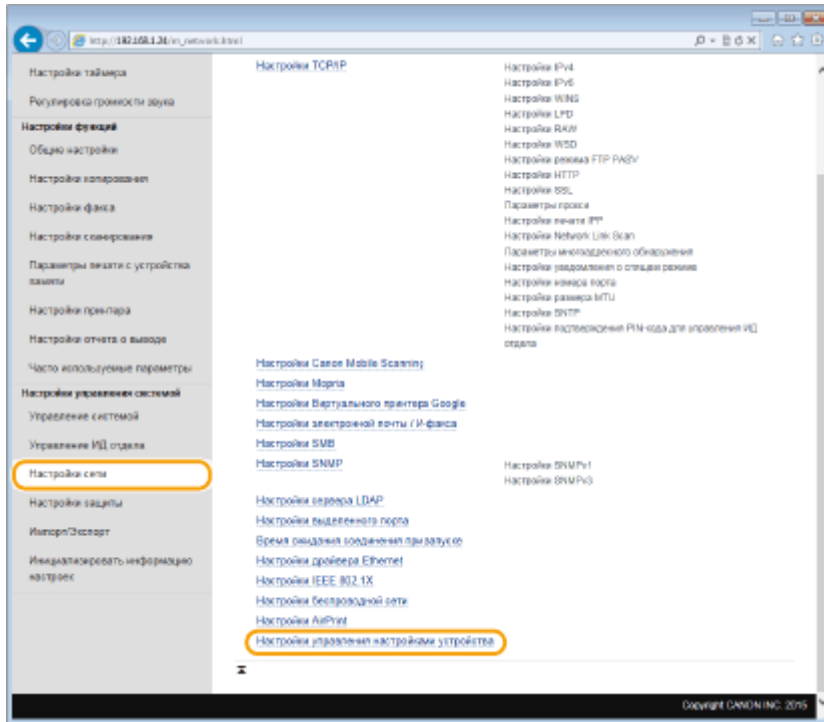 http://192.168.1.24/m_network.html
Настройки таймера
Регулировка громкости звука
Настройки функций
Общие настройки
Настройки копирования
Настройки факса
Настройки сканирования
Параметры печати с устройства
памяти
Настройки принтера
Настройки отчета о выводе
Часто используемые параметры
Настройки управления системой
Управление системой
Управление ИД отдела
Настройки сети
Настройки защиты
Импорт/Экспорт
Инициализировать информацию
настроек
Настройки TCP/IP
Настройки IPv4
Настройки IPv6
Настройки WINS
Настройки LPD
Настройки RAW
Настройки WSD
Настройки режима FTP PASV
Настройки HTTP
Настройки SSL
Параметры прокси
Настройки печати IPP
Настройки Network Link Scan
Параметры многоадресного обнаружения
Настройки уведомления о спящем режиме
Настройки номера порта
Настройки размера MTU
Настройки SNTP
Настройки подтверждения PIN-кода для управления ИД
отдела
Настройки Canon Mobile Scanning
Настройки Mopria
Настройки Виртуального принтера Google
Настройки электронной почты / И-факса
Настройки SMB
Настройки SNMP
Настройки SNMPv1
Настройки SNMPv3
Настройки сервера LDAP
Настройки выделенного порта
Время ожидания соединения при запуске
Настройки драйвера Ethernet
Настройки IEEE 802.1X
Настройки беспроводной сети
Настройки AirPrint
Настройки управления настройками устройства
Copyright CANON INC. 2015